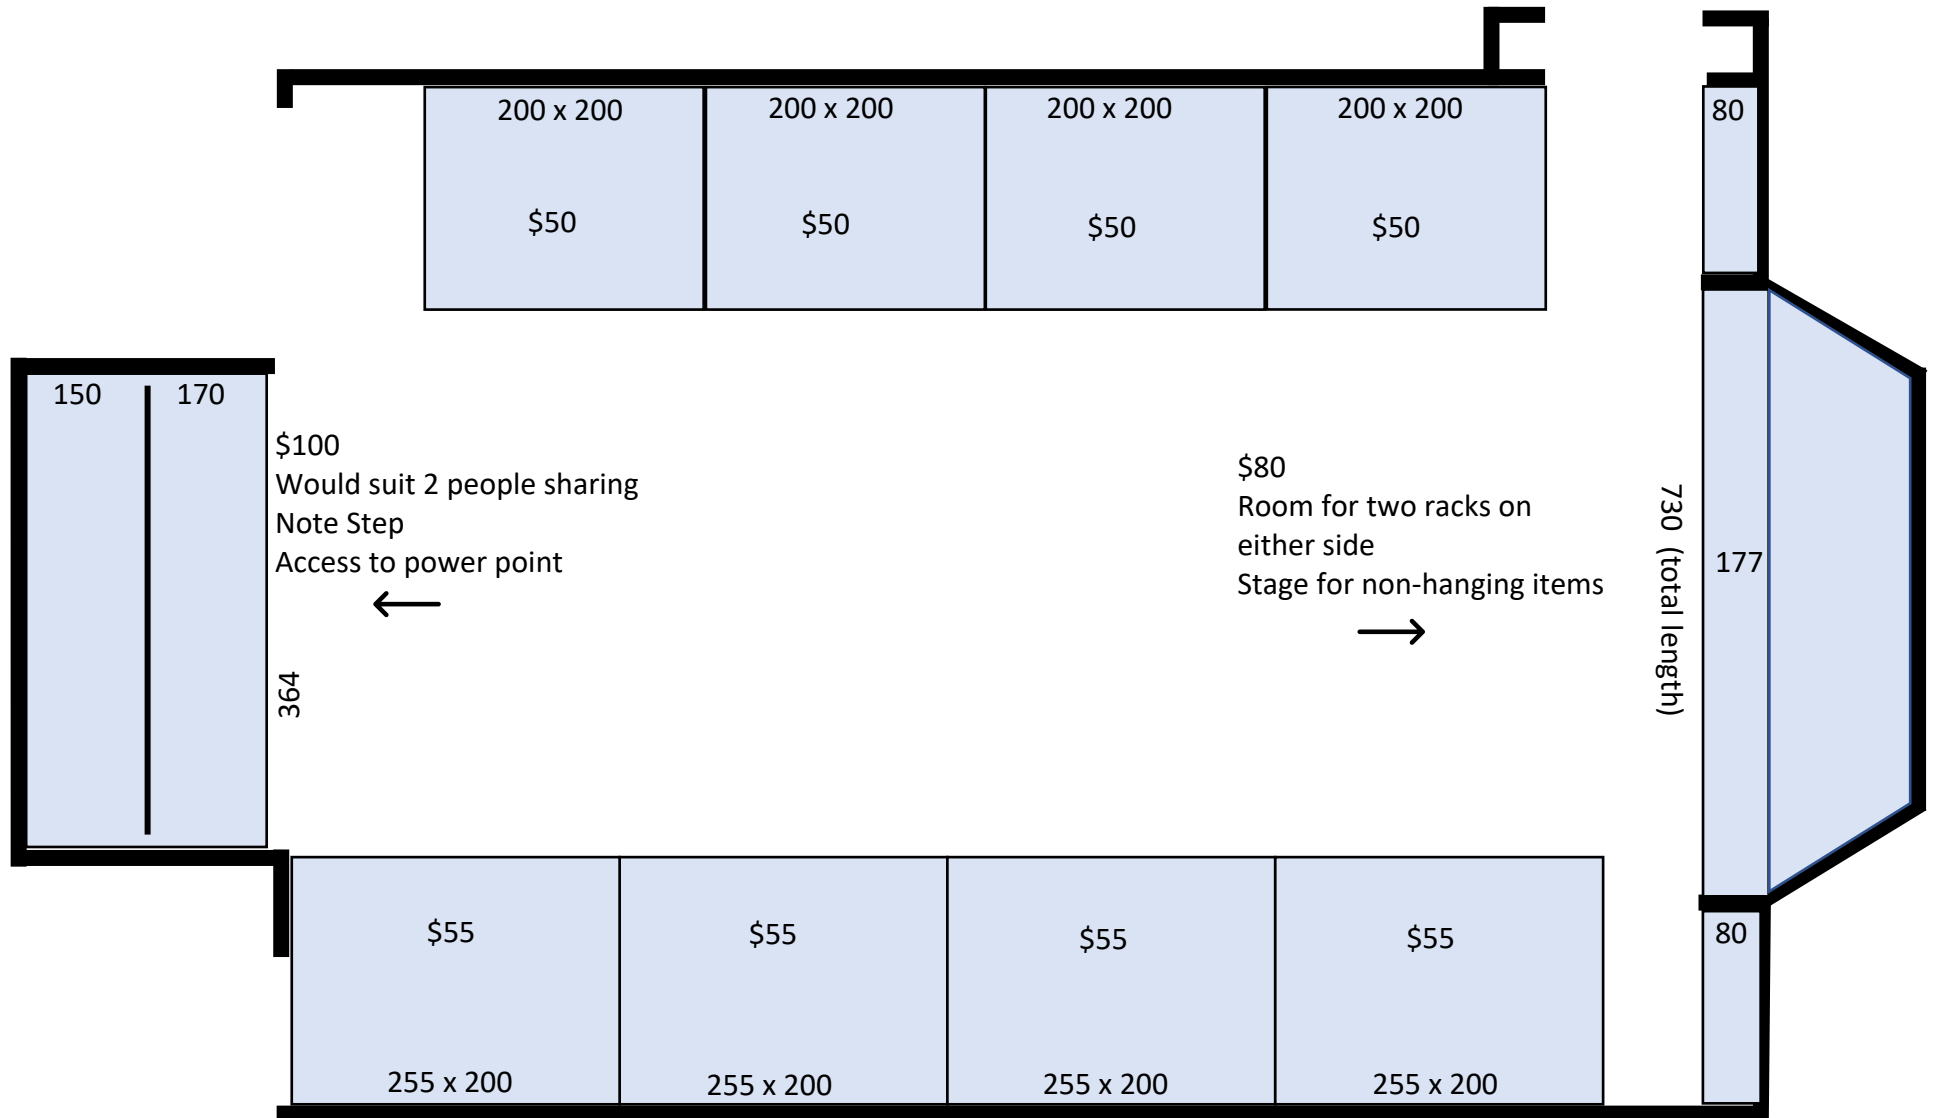 200 x 200
200 x 200
200 x 200
200 x 200
80
$50
$50
$50
$50
150
170
$100
Would suit 2 people sharing
Note Step
Access to power point
$80
Room for two racks on
either side
Stage for non-hanging items
730 (total length)
177
364
$55
$55
$55
$55
80
255 x 200
255 x 200
255 x 200
255 x 200